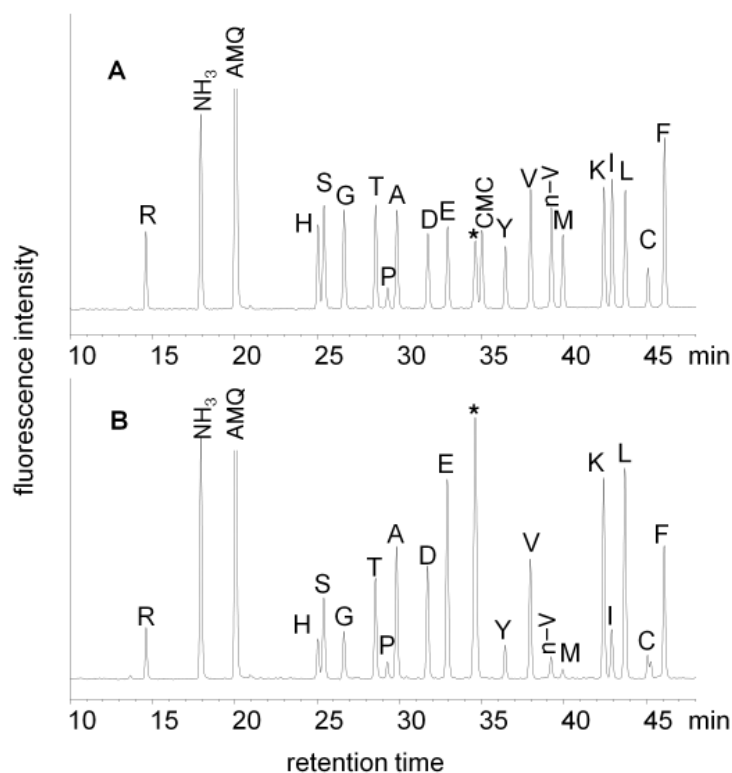 A
R
NH₃
AMQ
H
S
G
T
P
A
D
E
*
CMC
Y
V
n–V
M
K
I
L
C
F
10 15 20 25 30 35 40 45 min
fluorescence intensity
B
R
NH₃
AMQ
H
S
G
T
P
A
D
E
*
Y
V
n–V
M
K
I
L
C
F
10 15 20 25 30 35 40 45 min
retention time